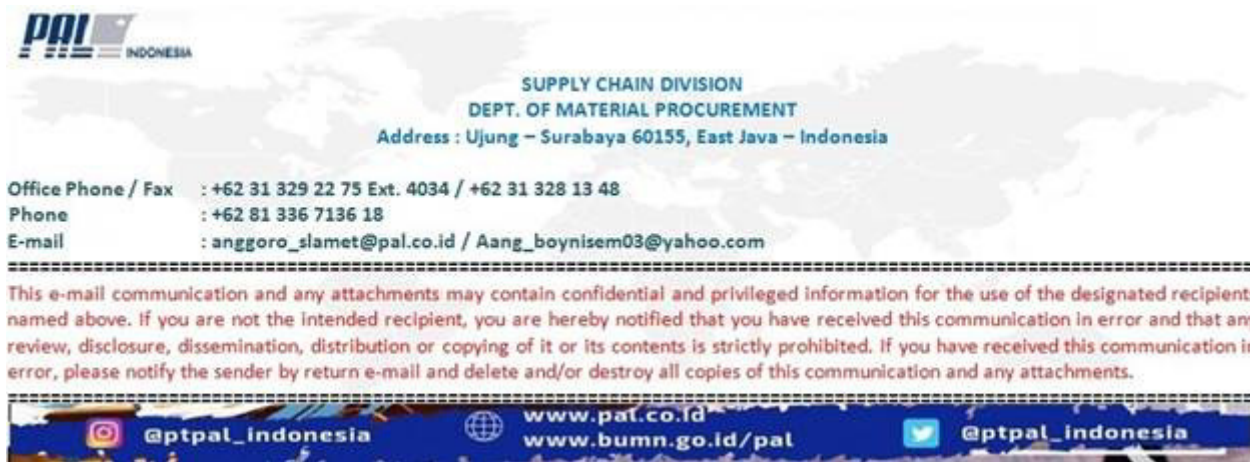 PAL
INDONESIA
SUPPLY CHAIN DIVISION
DEPT. OF MATERIAL PROCUREMENT
Address : Ujung – Surabaya 60155, East Java – Indonesia
Office Phone / Fax : +62 31 329 22 75 Ext. 4034 / +62 31 328 13 48
Phone : +62 81 336 7136 18
E-mail : anggoro_slamet@pal.co.id / Aang_boynisem03@yahoo.com
This e-mail communication and any attachments may contain confidential and privileged information for the use of the designated recipient
named above. If you are not the intended recipient, you are hereby notified that you have received this communication in error and that any
review, disclosure, dissemination, distribution or copying of it or its contents is strictly prohibited. If you have received this communication in
error, please notify the sender by return e-mail and delete and/or destroy all copies of this communication and any attachments.
@ptpal_indonesia
www.pal.co.id
www.bumn.go.id/pal
@ptpal_indonesia